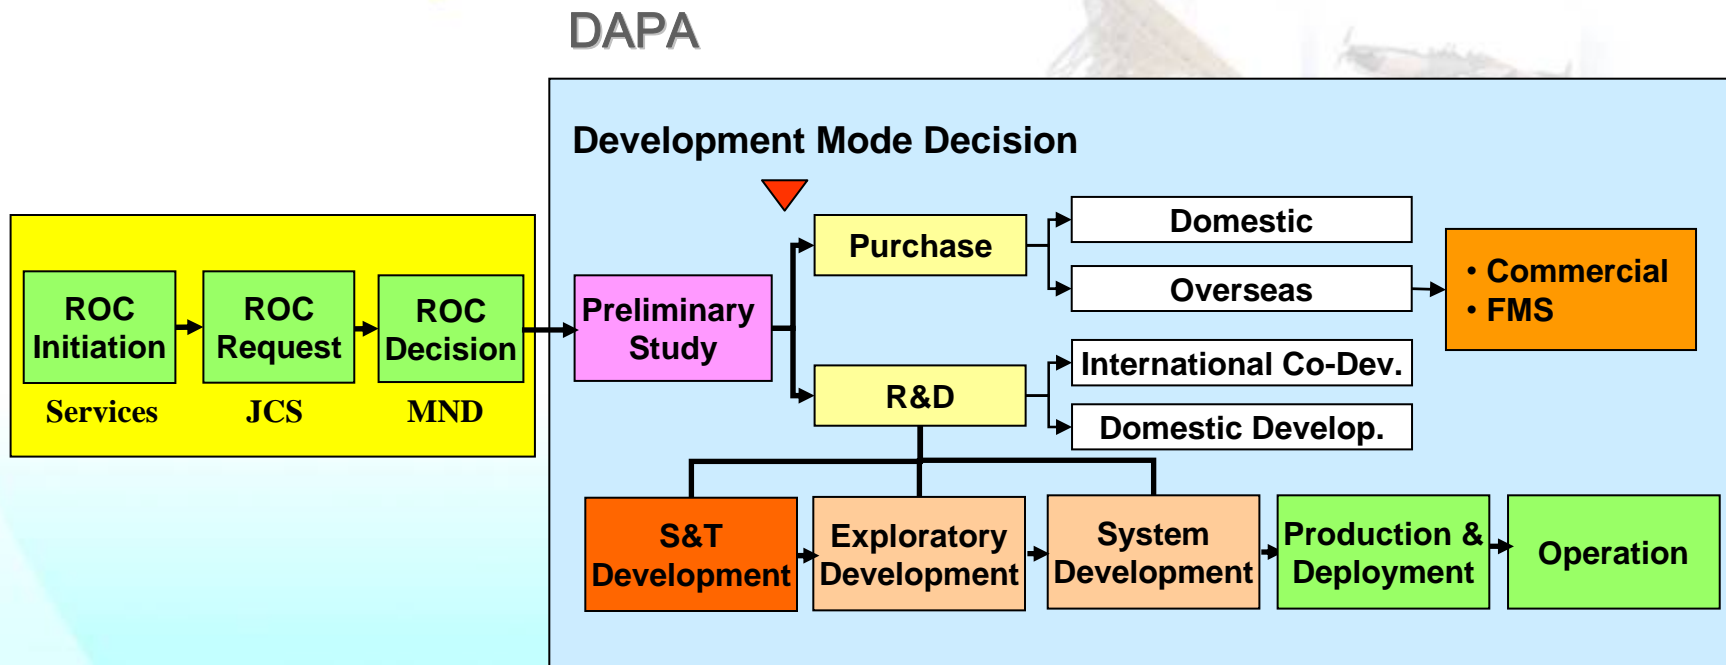 DAPA
Development Mode Decision
ROC
Initiation
Services
ROC
Request
JCS
ROC
Decision
MND
Preliminary
Study
Purchase
Domestic
Overseas
• Commercial
• FMS
R&D
International Co-Dev.
Domestic Develop.
S&T
Development
Exploratory
Development
System
Development
Production &
Deployment
Operation